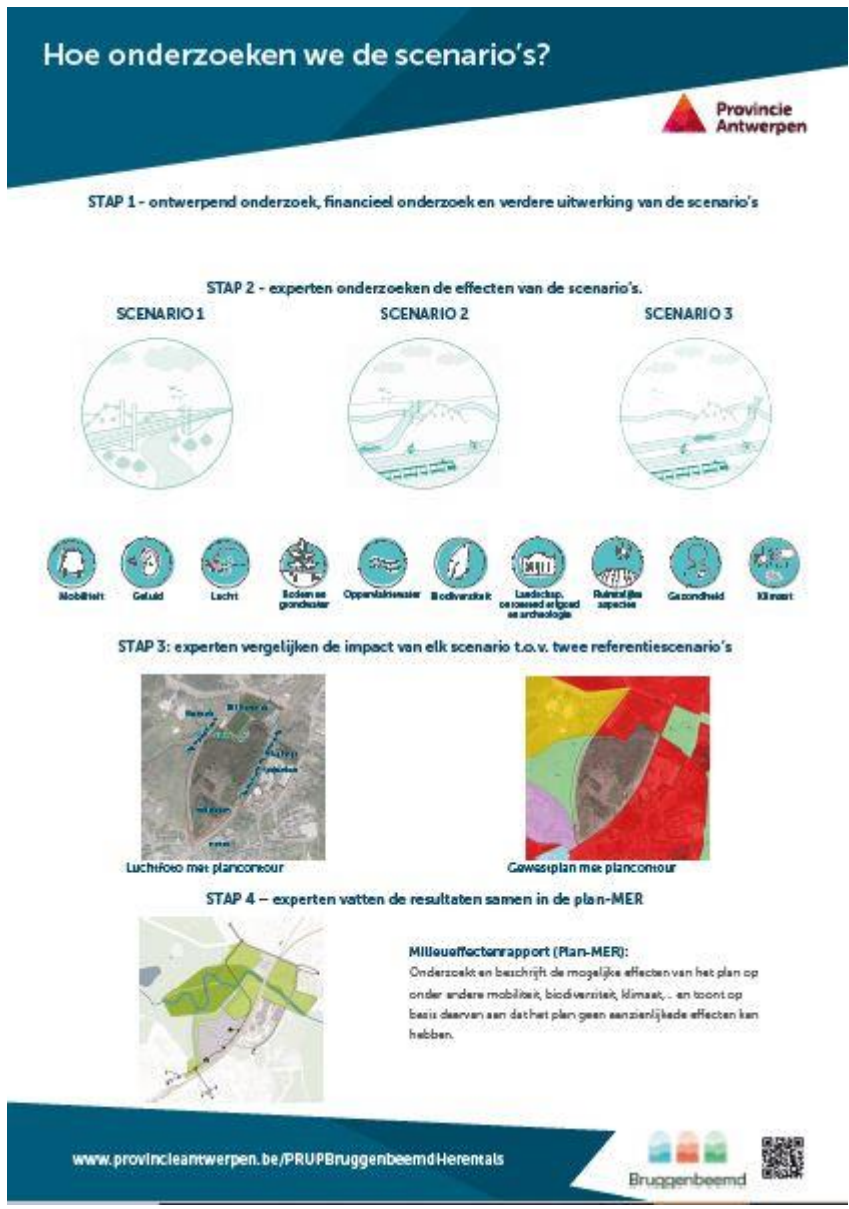 Hoe onderzoeken we de scenario's?
Provincie
Antwerpen
STAP 1 - ontwerpend onderzoek, financieel onderzoek en verdere uitwerking van de scenario's
STAP 2 - experten onderzoeken de effecten van de scenario's.
SCENARIO 1 SCENARIO 2 SCENARIO 3
Mobiliteit Geluid Lucht Bodem en grondwater Oppervlaktewater Biodiversiteit Landschap, onroerend erfgoed en archeologie Ruimtelijke aspecten Gezondheid Klimaat
STAP 3: experten vergelijken de impact van elk scenario t.o.v. twee referentiescenario's
Luchtfoto met plancontour Gewestplan met plancontour
STAP 4 – experten vatten de resultaten samen in de plan-MER
Milieueffectenrapport (Plan-MER):
Onderzoekt en beschrijft de mogelijke effecten van het plan op
onder andere mobiliteit, biodiversiteit, klimaat,... en toont op
basis daarvan aan dat het plan geen aanzienlijkede effecten kan
hebben.
www.provincieantwerpen.be/PRUPBruggenbeemdHerentals
Bruggenbeemd